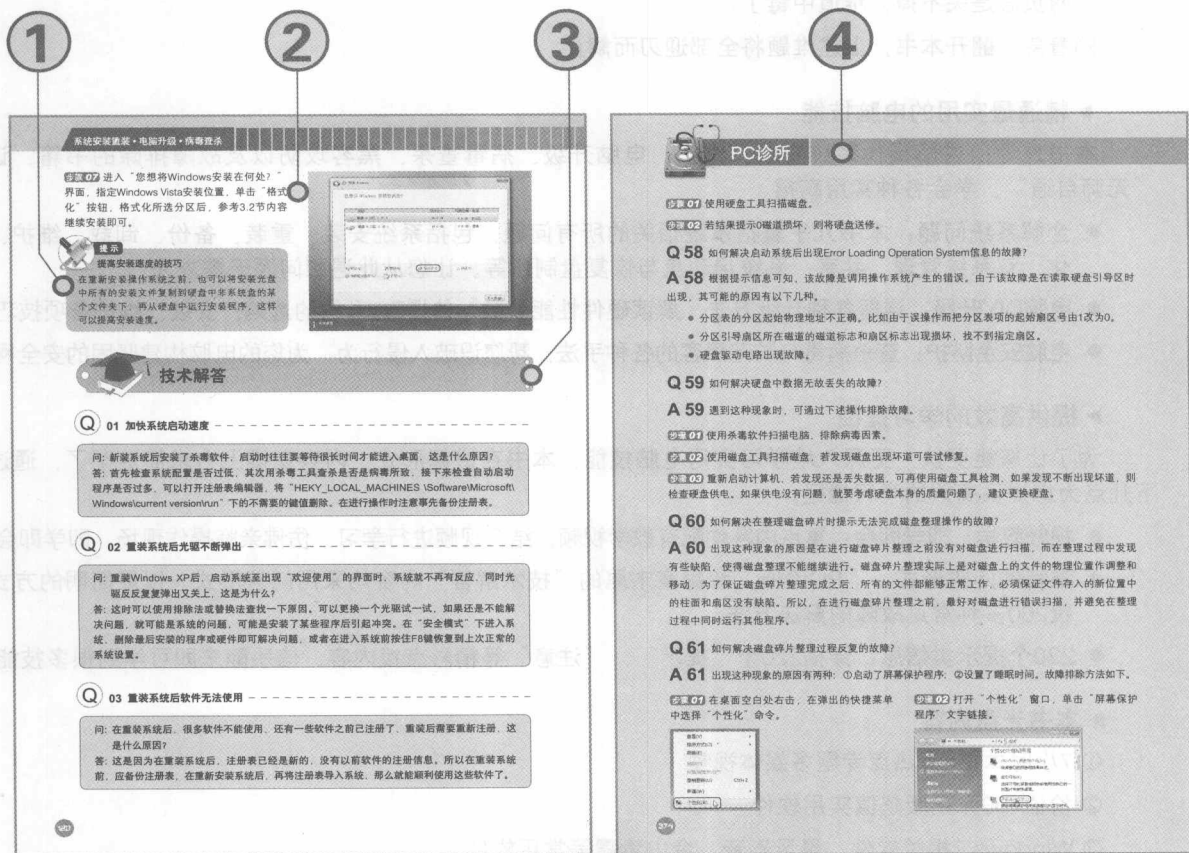 1
2
3
4
系统安装重装·电脑升级·病毒查杀
步骤 07 进入“您想将Windows安装在何处?”
界面，指定Windows Vista安装位置，单击“格式
化”按钮，格式化所选分区后，参考3.2节内容
继续安装即可。
提示
提高安装速度的技巧
在重新安装操作系统之前，也可以将安装光盘
中所有的安装文件复制到硬盘中非系统盘的某
个文件夹下，再从硬盘中运行安装程序，这样
可以提高安装速度。
技术解答
Q 01 加快系统启动速度
问: 新装系统后安装了杀毒软件，启动时往往要等待很长时间才能进入桌面，这是什么原因?
答: 首先检查系统配置是否过低，其次用杀毒工具查杀是否是病毒所致，接下来检查自动启动
程序是否过多，可以打开注册表编辑器，将“HEKY_LOCAL_MACHINES \Software\Microsoft\
Windows\current version\run”下的不需要的键值删除，在进行操作时注意事先备份注册表。
Q 02 重装系统后光驱不断弹出
问: 重装Windows XP后，启动系统至出现“欢迎使用”的界面时，系统就不再有反应，同时光
驱反反复复弹出又关上，这是为什么?
答: 这时可以使用排除法或替换法查找一下原因。可以更换一个光驱试一试，如果还是不能解
决问题，就可能是系统的问题，可能是安装了某些程序后引起冲突。在“安全模式”下进入系
统，删除最后安装的程序或硬件即可解决问题，或者在进入系统前按住F8键恢复到上次正常的
系统设置。
Q 03 重装系统后软件无法使用
问: 在重装系统后，很多软件不能使用，还有一些软件之前已注册了，重装后需要重新注册，这
是什么原因?
答: 这是因为在重装系统后，注册表已经是新的，没有以前软件的注册信息。所以在重装系统
前，应备份注册表，在重新安装系统后，再将注册表导入系统，那么就能顺利使用这些软件了。
PC诊所
步骤 01 使用硬盘工具扫描磁盘。
步骤 02 若结果提示0磁道损坏，则将硬盘送修。
Q 58 如何解决启动系统后出现Error Loading Operation System信息的故障?
A 58 根据提示信息可知，该故障是调用操作系统产生的错误。由于该故障是在读取硬盘引导区时
出现，其可能的原因有以下几种。
● 分区表的分区起始物理地址不正确。比如由于误操作而把分区表项的起始扇区号由1改为0。
● 分区引导扇区所在磁道的磁道标志和扇区标志出现损坏，找不到指定扇区。
● 硬盘驱动电路出现故障。
Q 59 如何解决硬盘中数据无故丢失的故障?
A 59 遇到这种现象时，可通过下述操作排除故障。
步骤 01 使用杀毒软件扫描电脑，排除病毒因素。
步骤 02 使用磁盘工具扫描磁盘，若发现磁盘出现坏道可尝试修复。
步骤 03 重新启动计算机，若发现还是丢失数据，可再使用磁盘工具检测，如果发现不出现坏道，则
检查硬盘供电。如果供电没有问题，就要考虑硬盘本身的质量问题了，建议更换硬盘。
Q 60 如何解决在整理磁盘碎片时提示无法完成磁盘整理操作的故障?
A 60 出现这种现象的原因是在进行磁盘碎片整理之前没有对磁盘进行扫描，而在整理过程中发现
有些缺陷，使得磁盘整理不能继续进行。磁盘碎片整理实际上是对磁盘上的文件的物理位置作调整和
移动，为了保证磁盘碎片整理完成之后，所有的文件都能够正常工作，必须保证文件存入的新位置中
的柱面和扇区没有缺陷。所以，在进行磁盘碎片整理之前，最好对磁盘进行错误扫描，并避免在整理
过程中同时运行其他程序。
Q 61 如何解决磁盘碎片整理过程反复的故障?
A 61 出现这种现象的原因有两种: ①启动了屏幕保护程序; ②设置了睡眠时间。故障排除方法如下。
步骤 01 在桌面空白处右击，在弹出的快捷菜单
中选择“个性化”命令。
步骤 02 打开“个性化”窗口，单击“屏幕保护
程序”文字链接。